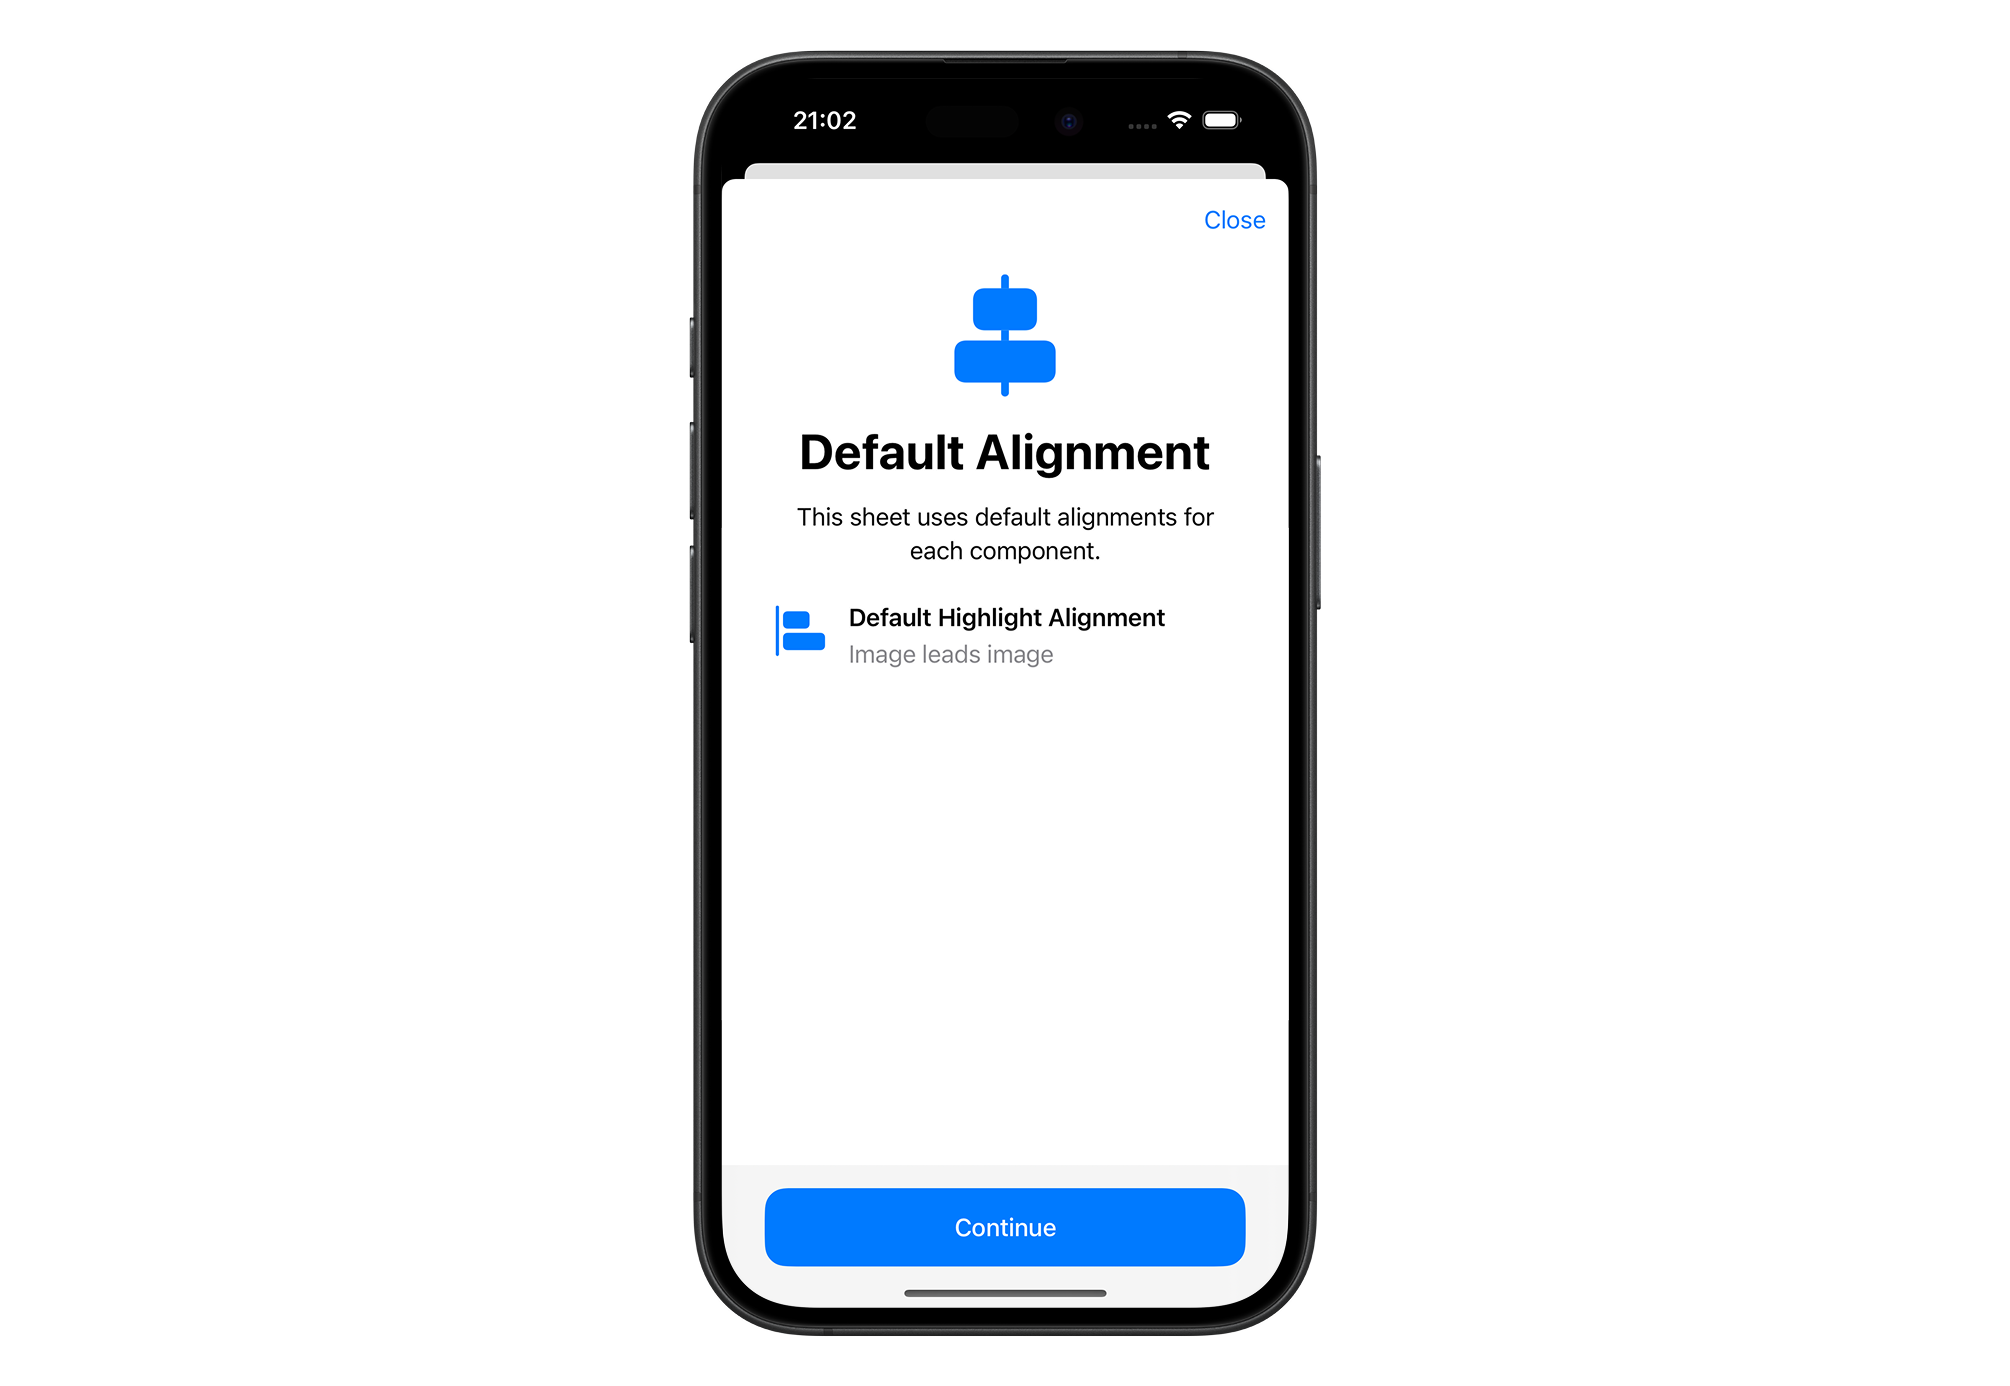 21:02
Close
Default Alignment
This sheet uses default alignments for
each component.
Default Highlight Alignment
Image leads image
Continue